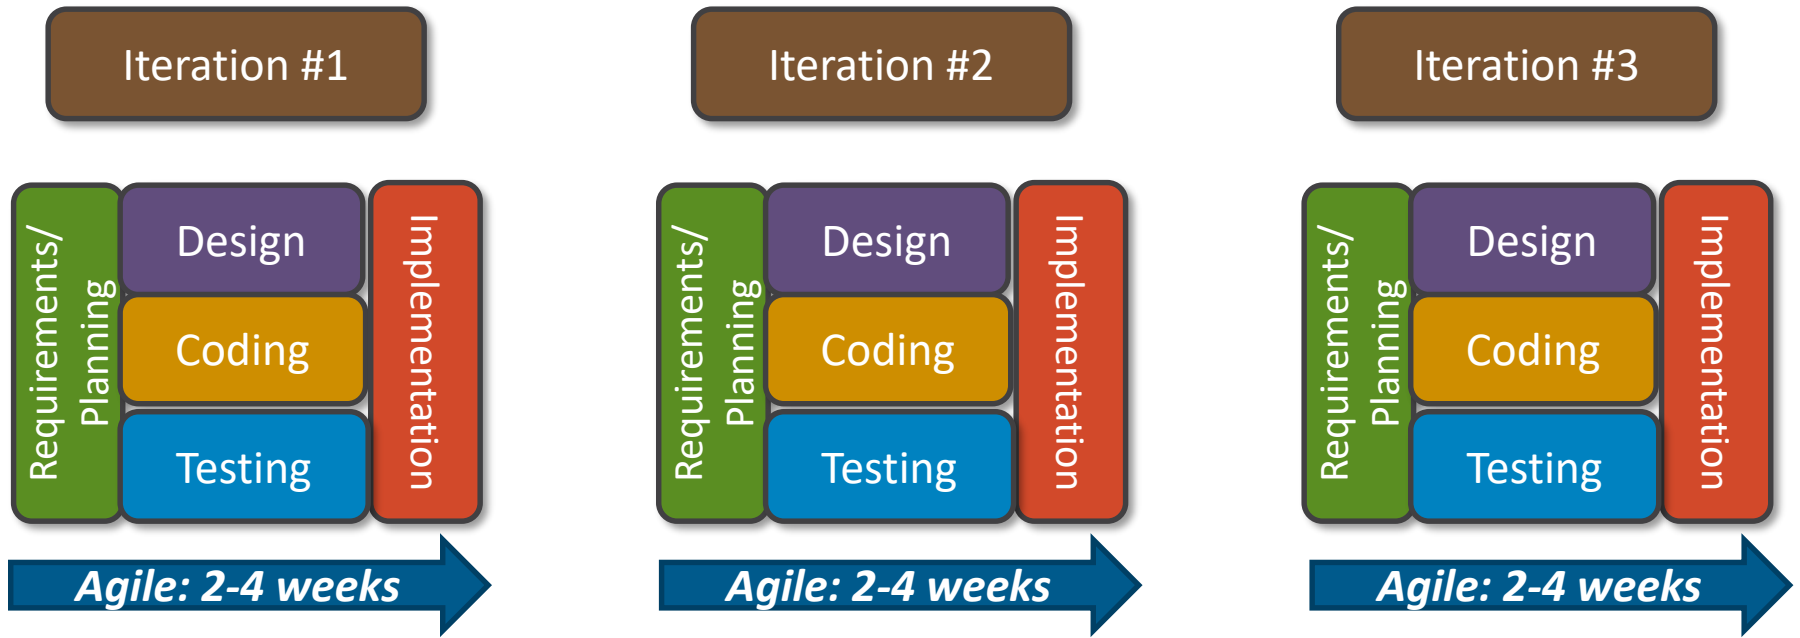 Iteration #1
Iteration #2
Iteration #3
Requirements/
Planning
Design
Coding
Testing
Implementation
Requirements/
Planning
Design
Coding
Testing
Implementation
Requirements/
Planning
Design
Coding
Testing
Implementation
Agile: 2-4 weeks
Agile: 2-4 weeks
Agile: 2-4 weeks